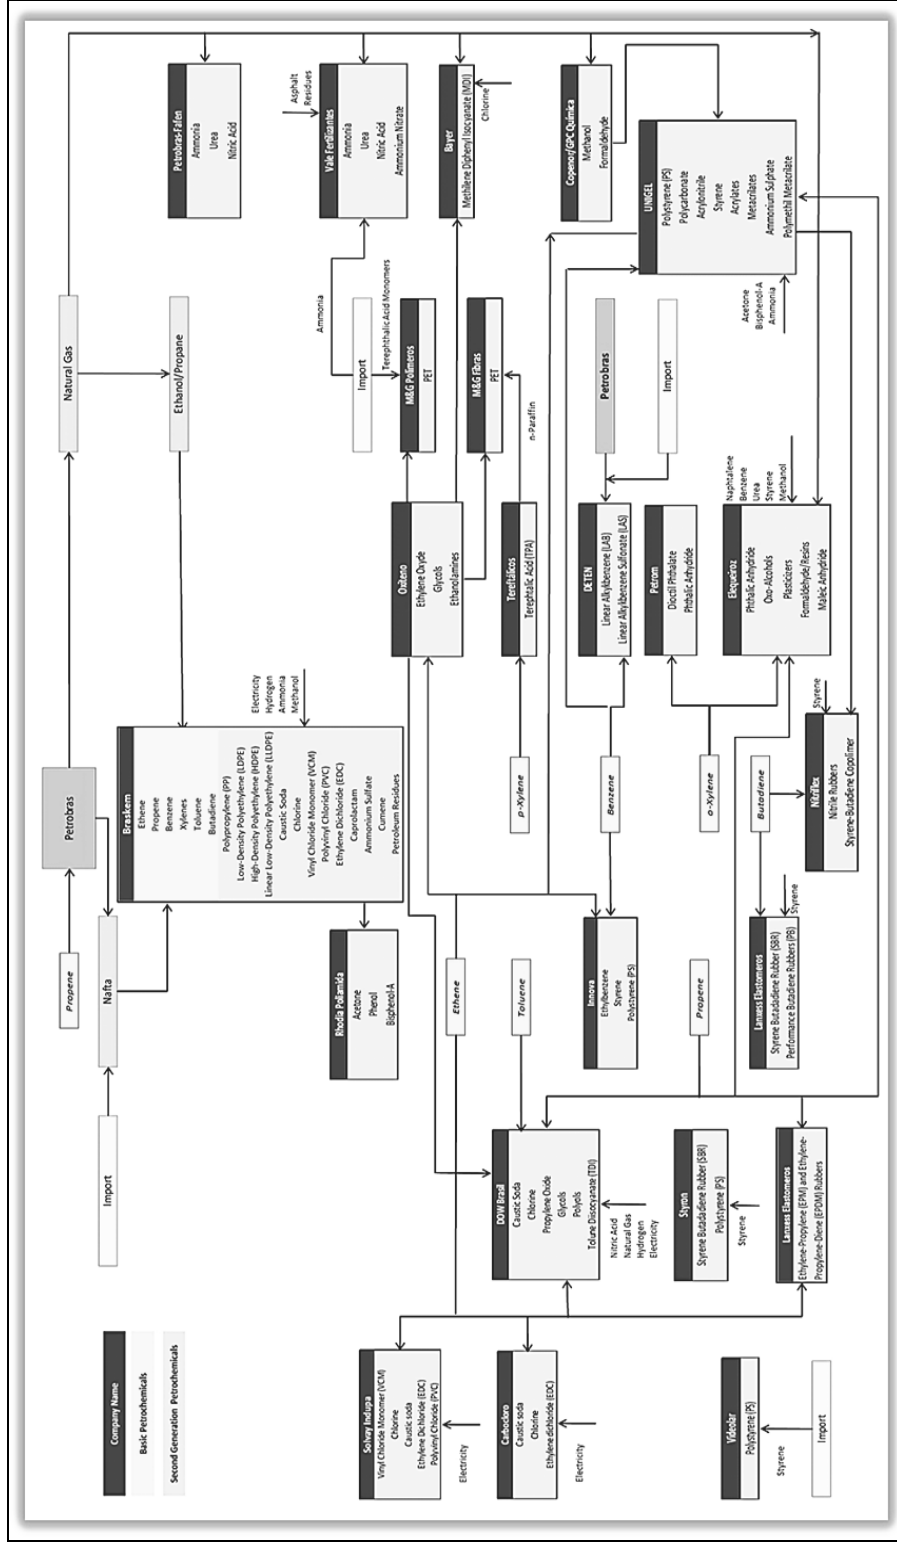 Company Name
Basic Petrochemicals
Second Generation Petrochemicals
Import
Propene
Nafta
Petrobras
Natural Gas
Ethanol/Propane
Braskem
Ethene
Propene
Benzene
Xylenes
Toluene
Butadiene
Polypropylene (PP)
Low-Density Polyethylene (LDPE)
High-Density Polyethylene (HDPE)
Linear Low-Density Polyethylene (LLDPE)
Caustic Soda
Chlorine
Vinyl Chloride Monomer (VCM)
Polyvinyl Chloride (PVC)
Ethylene Dichloride (EDC)
Caprolactam
Ammonium Sulfate
Cumene
Petroleum Residues
Electricity
Hydrogen
Ammonia
Methanol
Petrobras-Fafen
Ammonia
Urea
Nitric Acid
Asphalt
Residues
Vale Fertilizantes
Ammonia
Urea
Nitric Acid
Ammonium Nitrate
Ammonia
Import
Terephthalic Acid Monomers
M&G Polímeros
PET
Bayer
Methilene Diphenyl Isocyanate (MDI)
Chlorine
M&G Fibras
PET
n-Paraffin
Copenor/GPC Química
Methanol
Formaldehyde
UNIGEL
Polystyrene (PS)
Polycarbonate
Acrylonitrile
Styrene
Acrylates
Metacrilates
Ammonium Sulphate
Polymethil Metacrilate
Acetone
Bisphenol-A
Ammonia
Petrobras
Import
Rhodia Poliamida
Acetone
Phenol
Bisphenol-A
Oxiteno
Ethylene Oxyde
Glycols
Ethanolamines
Tereftálicos
Terephtalic Acid (TPA)
DETEN
Linear Alkylbenzene (LAB)
Linear Alkylbenzene Sulfonate (LAS)
Petrom
Dioctil Phthalate
Phthalic Anhydride
Elequeiroz
Phthalic Anhydride
Oxo-Alcohols
Plasticizers
Formaldehyde/Resins
Maleic Anhydride
Naphtalene
Benzene
Urea
Styrene
Methanol
Ethene
Toluene
p-Xylene
Benzene
o-Xylene
Propene
Butadiene
Innova
Ethylbenzene
Styrene
Polystyrene (PS)
Lanxess Elastomeros
Styrene Butadadiene Rubber (SBR)
Performance Butadiene Rubbers (PB)
Styrene
Nitriflex
Nitrile Rubbers
Styrene-Butadiene Copolimer
Styrene
Solvay Indupa
Vinyl Chloride Monomer (VCM)
Chlorine
Caustic soda
Ethylene Dichloride (EDC)
Polyvinyl Chloride (PVC)
Electricity
Carbocloro
Caustic soda
Chlorine
Ethylene dichloride (EDC)
Electricity
DOW Brasil
Caustic Soda
Chlorine
Propylene Oxide
Glycols
Polyols
Tolune Diisocyanate (TDI)
Nitric Acid
Natural Gas
Hydrogen
Electricity
Styron
Styrene Butadadiene Rubber (SBR)
Polystyrene (PS)
Styrene
Lanxess Elastomeros
Ethylene-Propylene (EPM) and Ethylene-
Propylene-Diene (EPDM) Rubbers
Videolar
Polystyrene (PS)
Styrene
Import